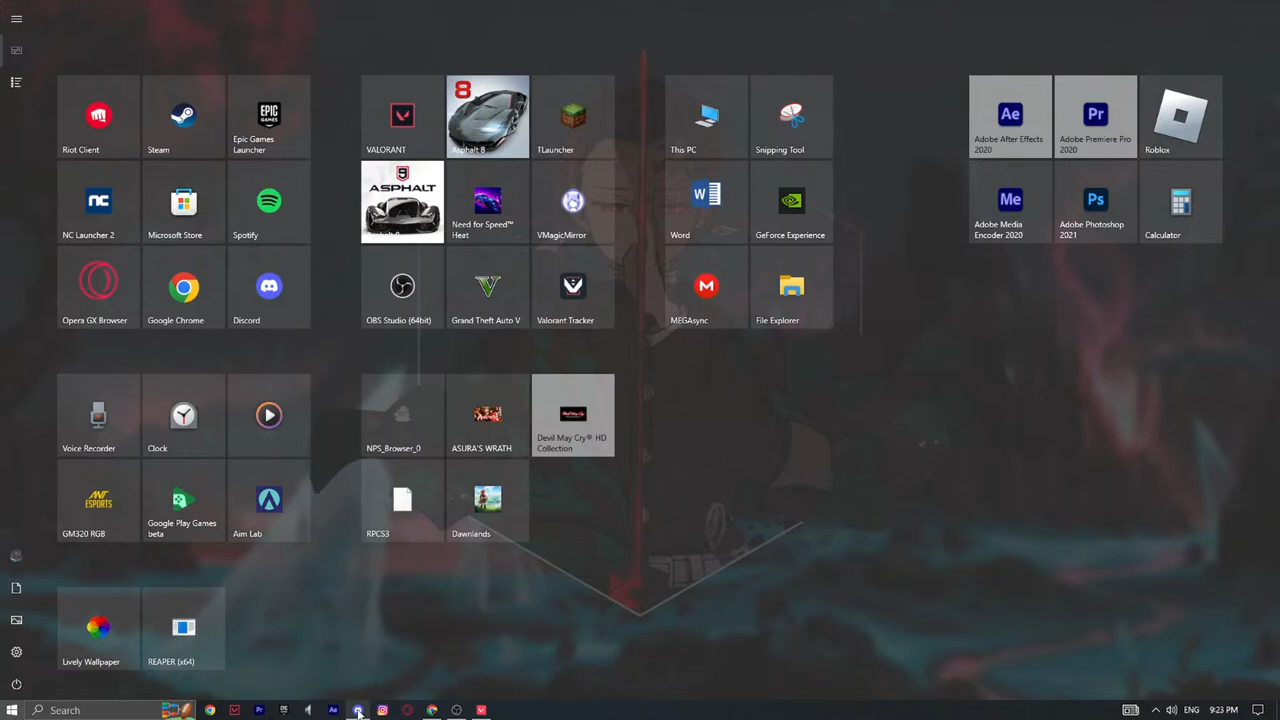 Riot Client
Steam
Epic Games
Launcher
NC Launcher 2
Microsoft Store
Spotify
Opera GX Browser
Google Chrome
Discord
VALORANT
8
Asphalt 8
TLauncher
ASPHALT
Need for Speed™
Heat
VMagicMirror
OBS Studio (64bit)
Grand Theft Auto V
Valorant Tracker
This PC
Snipping Tool
Word
GeForce Experience
MEGAsync
File Explorer
Adobe After Effects
2020
Adobe Premiere Pro
2020
Roblox
Adobe Media
Encoder 2020
Adobe Photoshop
2021
Calculator
Voice Recorder
Clock
ANT
ESPORTS
GM320 RGB
Google Play Games
beta
Aim Lab
NPS_Browser_0
ASURA'S WRATH
Devil May Cry® HD
Collection
RPCS3
Dawnlands
Lively Wallpaper
REAPER (x64)
Search
ENG
9:23 PM